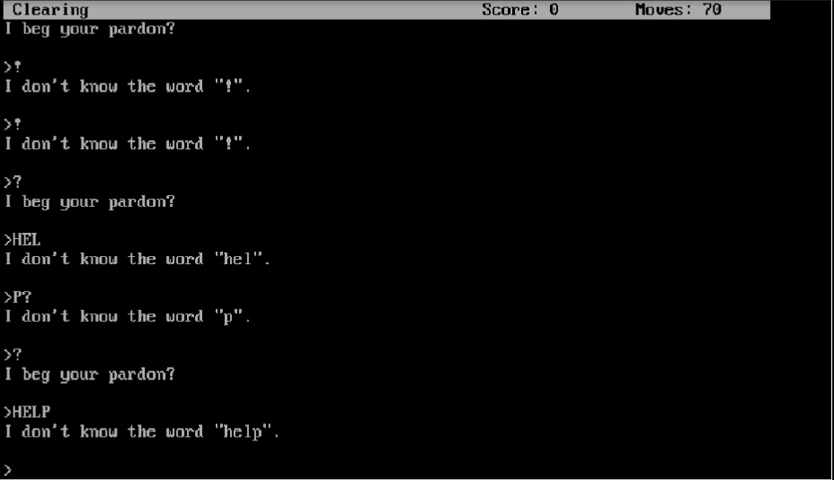 Clearing Score: 0 Moves: 70
I beg your pardon?
>!
I don't know the word "!".
>!
I don't know the word "!".
>?
I beg your pardon?
>HEL
I don't know the word "hel".
>P?
I don't know the word "p".
>?
I beg your pardon?
>HELP
I don't know the word "help".
>